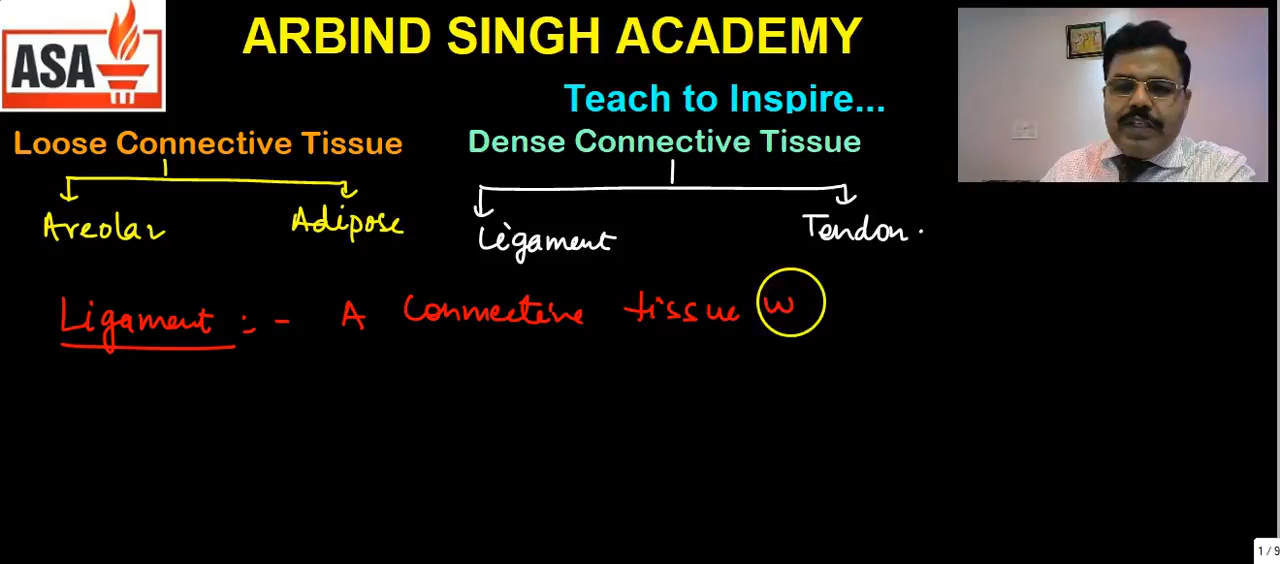 ASA
ARBIND SINGH ACADEMY
Teach to Inspire...
Loose Connective Tissue
Dense Connective Tissue
Areolar
Adipose
Ligament
Tendon.
Ligament :- A Connective tissue w
1 / 9